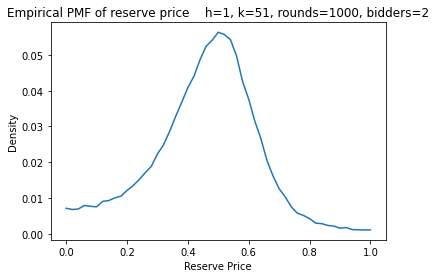 Empirical PMF of reserve price    h=1, k=51, rounds=1000, bidders=2
0.05
0.04
0.03
0.02
0.01
0.00
Density
0.0 0.2 0.4 0.6 0.8 1.0
Reserve Price